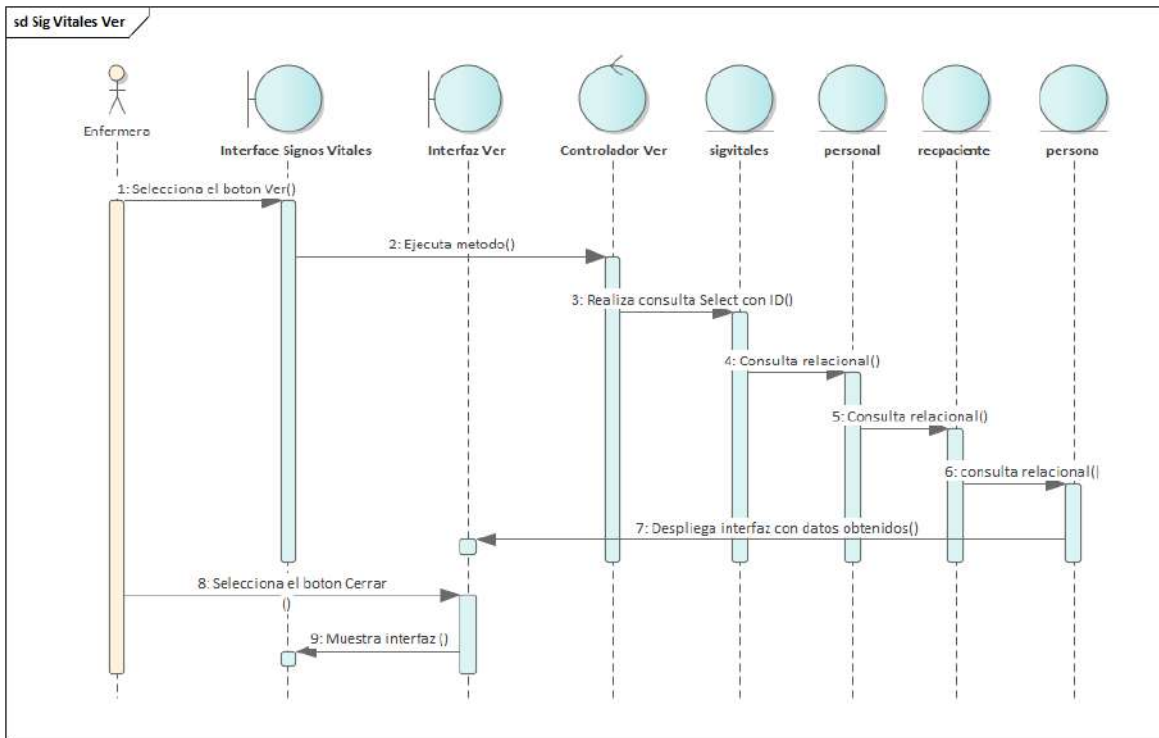 sd Sig Vitales Ver
Enfermera
Interface Signos Vitales
Interfaz Ver
Controlador Ver
sigvitales
personal
recpaciente
persona
1: Selecciona el boton Ver()
2: Ejecuta metodo()
3: Realiza consulta Select con ID()
4: Consulta relacional()
5: Consulta relacional()
6: consulta relacional()
7: Despliega interfaz con datos obtenidos()
8: Selecciona el boton Cerrar
()
9: Muestra interfaz ()